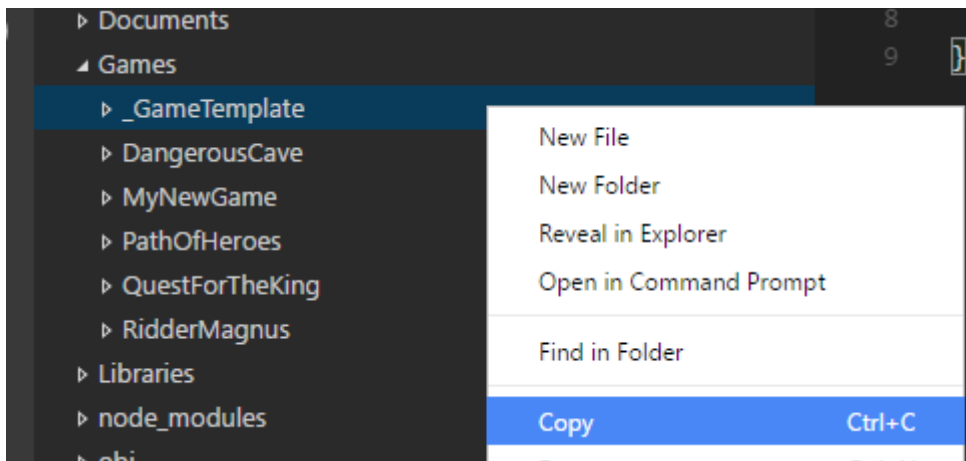 Documents
Games
_GameTemplate
DangerousCave
MyNewGame
PathOfHeroes
QuestForTheKing
RidderMagnus
Libraries
node_modules
obj
8
9 }
New File
New Folder
Reveal in Explorer
Open in Command Prompt
Find in Folder
Copy Ctrl+C